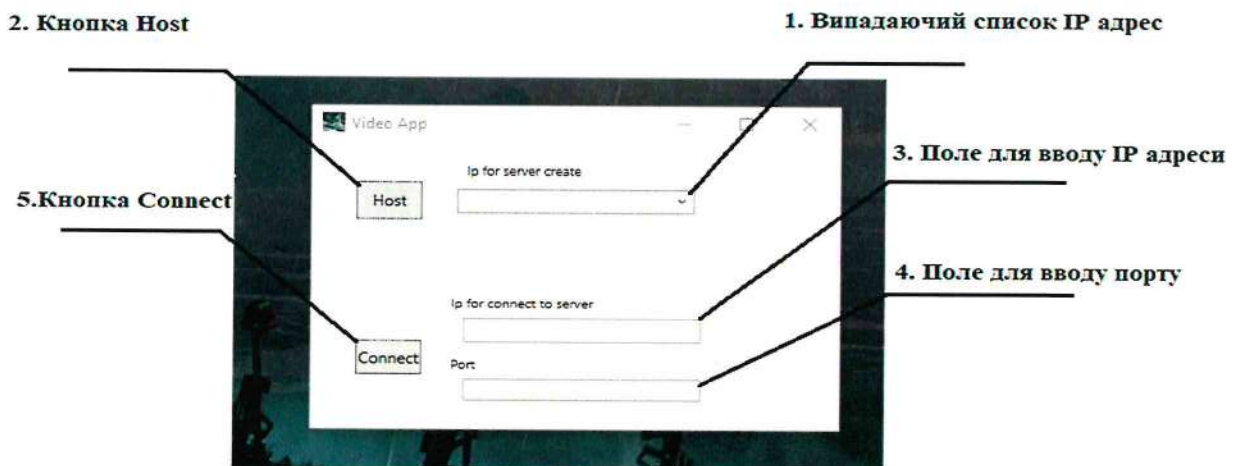 2. Кнопка Host
1. Випадаючий список IP адрес
Video App
3. Поле для вводу IP адреси
Ip for server create
Host
5.Кнопка Connect
4. Поле для вводу порту
Ip for connect to server
Connect
Port